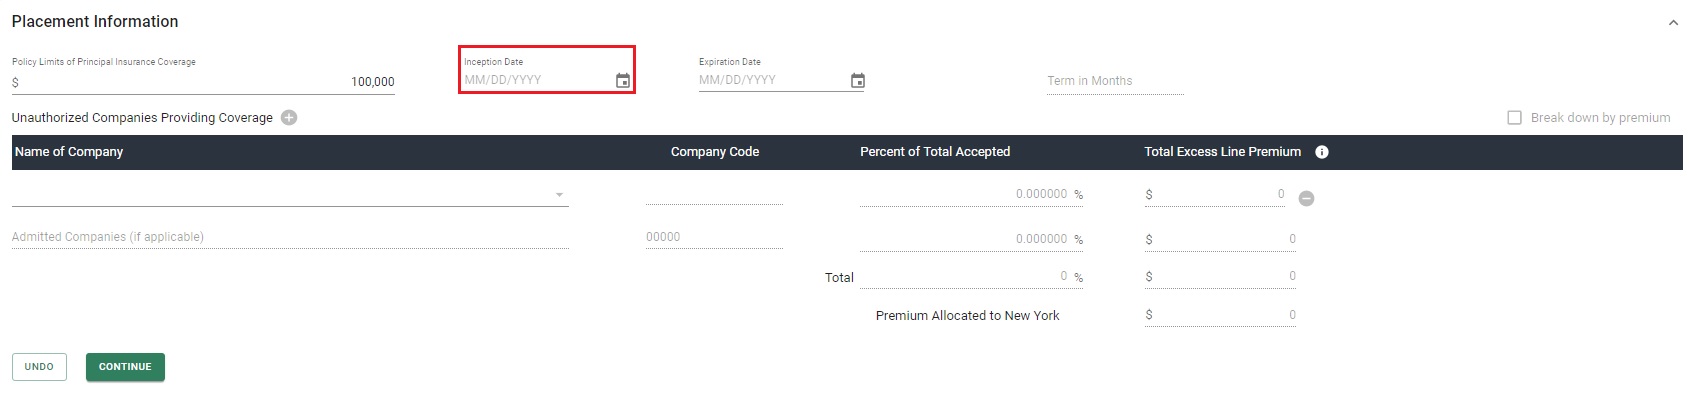 Placement Information
Policy Limits of Principal Insurance Coverage
$ 100,000
Inception Date
MM/DD/YYYY
Expiration Date
MM/DD/YYYY
Term in Months
Unauthorized Companies Providing Coverage
Break down by premium
Name of Company Company Code Percent of Total Accepted Total Excess Line Premium
0.000000 % $ 0
Admitted Companies (if applicable) 00000 0.000000 % $ 0
Total 0 % $ 0
Premium Allocated to New York $ 0
UNDO CONTINUE